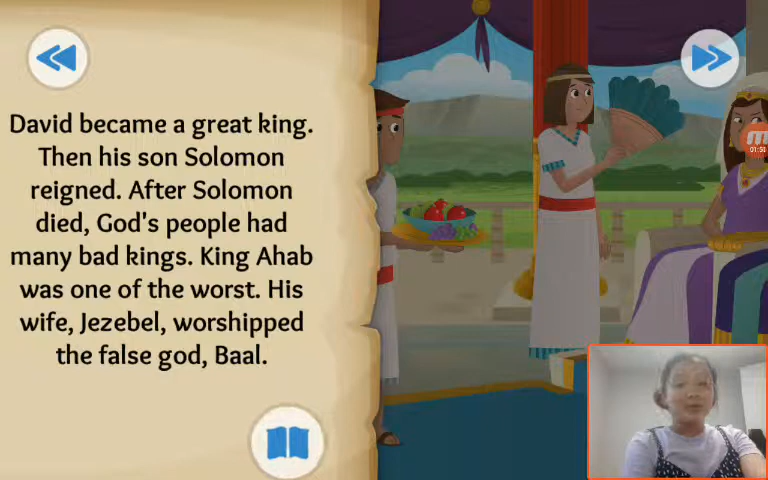 David became a great king.
Then his son Solomon
reigned. After Solomon
died, God's people had
many bad kings. King Ahab
was one of the worst. His
wife, Jezebel, worshipped
the false god, Baal.